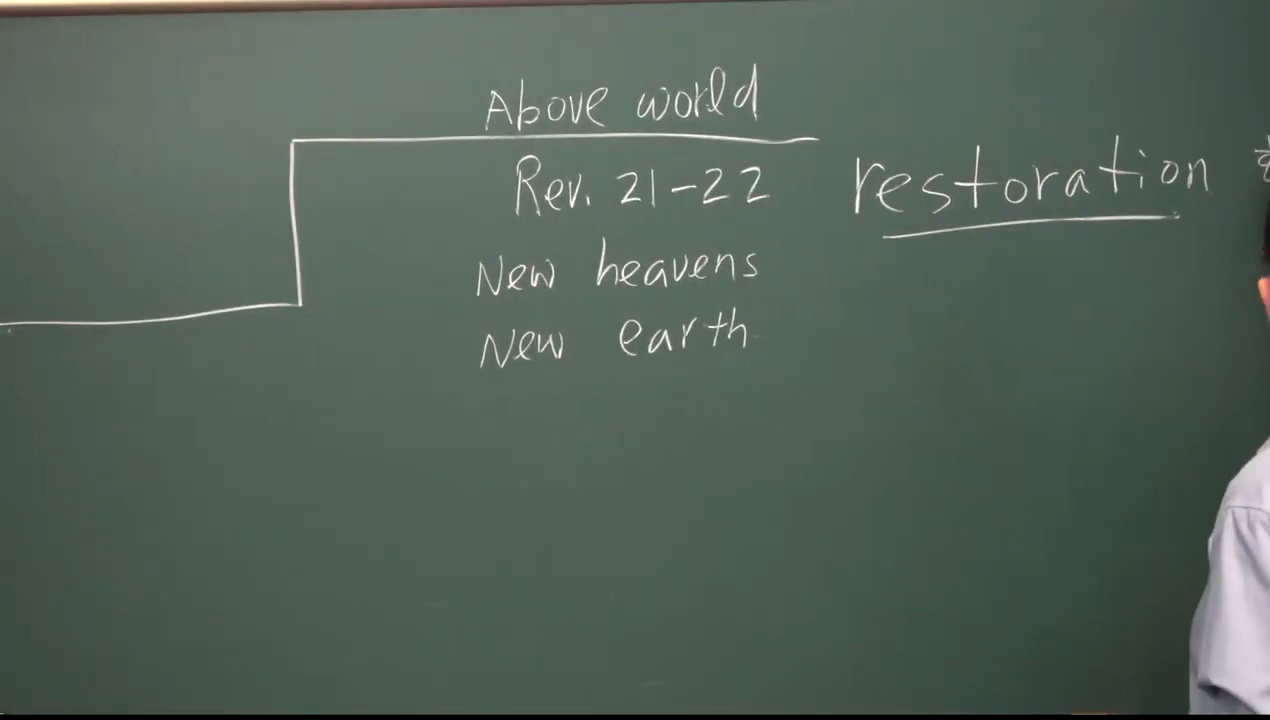 Above world
Rev. 21-22
restoration
New heavens
New earth